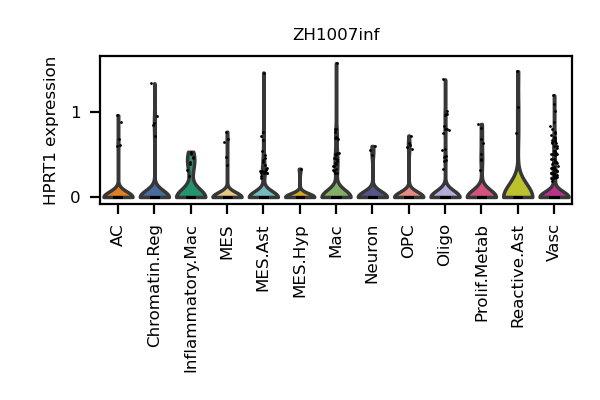 ZH1007inf
HPRT1 expression
1
0
AC
Chromatin.Reg
Inflammatory.Mac
MES
MES.Ast
MES.Hyp
Mac
Neuron
OPC
Oligo
Prolif.Metab
Reactive.Ast
Vasc